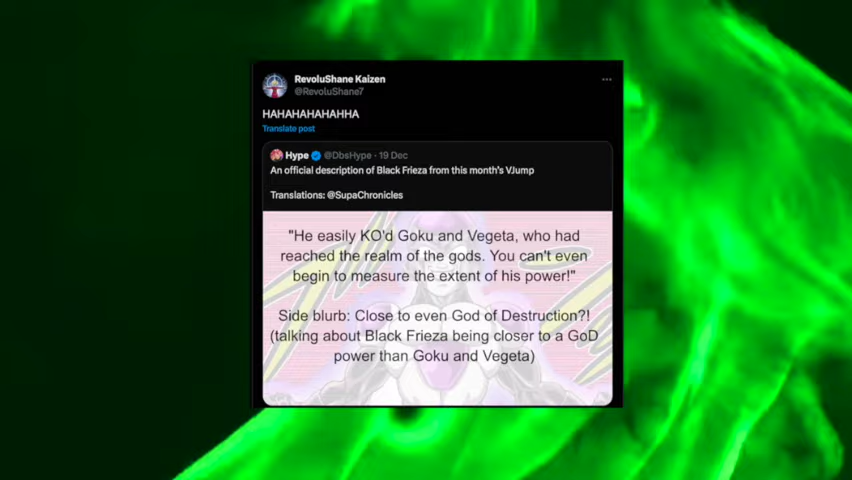 RevoluShane Kaizen
@RevoluShane7
HAHAHAHAHAHHA
Translate post
Hype @DbsHype · 19 Dec
An official description of Black Frieza from this month's VJump
Translations: @SupaChronicles
"He easily KO'd Goku and Vegeta, who had
reached the realm of the gods. You can't even
begin to measure the extent of his power!"
Side blurb: Close to even God of Destruction?!
(talking about Black Frieza being closer to a GoD
power than Goku and Vegeta)